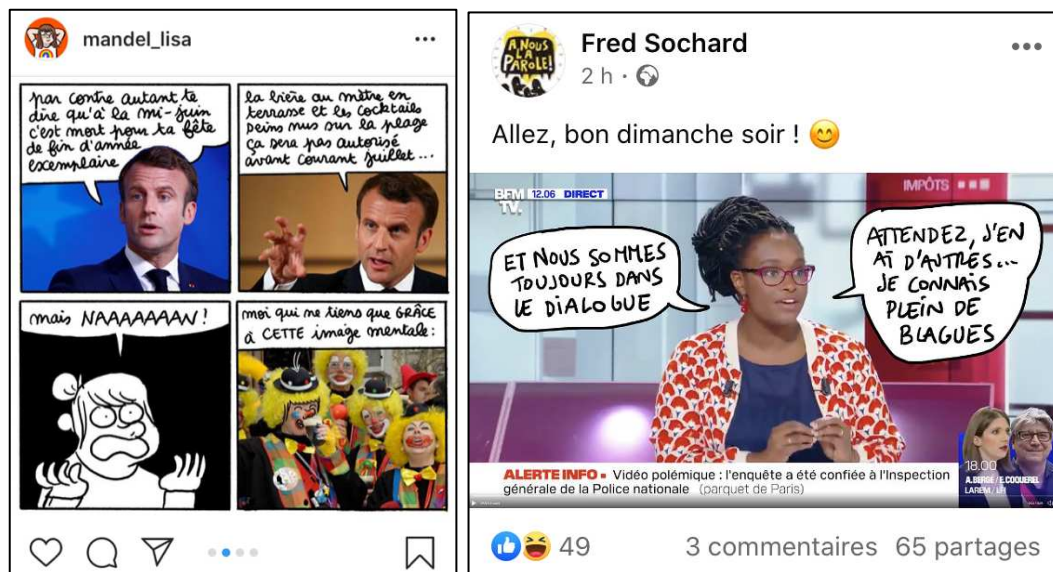 mandel_lisa
par contre autant te
dire qu'à la mi-juin
c'est mort pour ta fête
de fin d'année
exemplaire
la bière au mètre en
terrasse et les cocktails
seins nus sur la plage
ça sera pas autorisé
avant courant juillet...
mais NAAAAAAAN !
moi qui ne tiens que GRÂCE
à CETTE image mentale :
A NOUS
LA
PAROLE!
Fred Sochard
2 h
Allez, bon dimanche soir !
BFM
TV.
12.06 DIRECT
IMPÔTS
ET NOUS SOMMES
TOUJOURS DANS
LE DIALOGUE
ATTENDEZ, J'EN
AI D'AUTRES...
JE CONNAIS
PLEIN DE
BLAGUES
18.00
A.BERGÉ / E.COQUEREL
LAREM / LFI
ALERTE INFO Vidéo polémique : l'enquête a été confiée à l'Inspection
générale de la Police nationale (parquet de Paris)
49
3 commentaires 65 partages